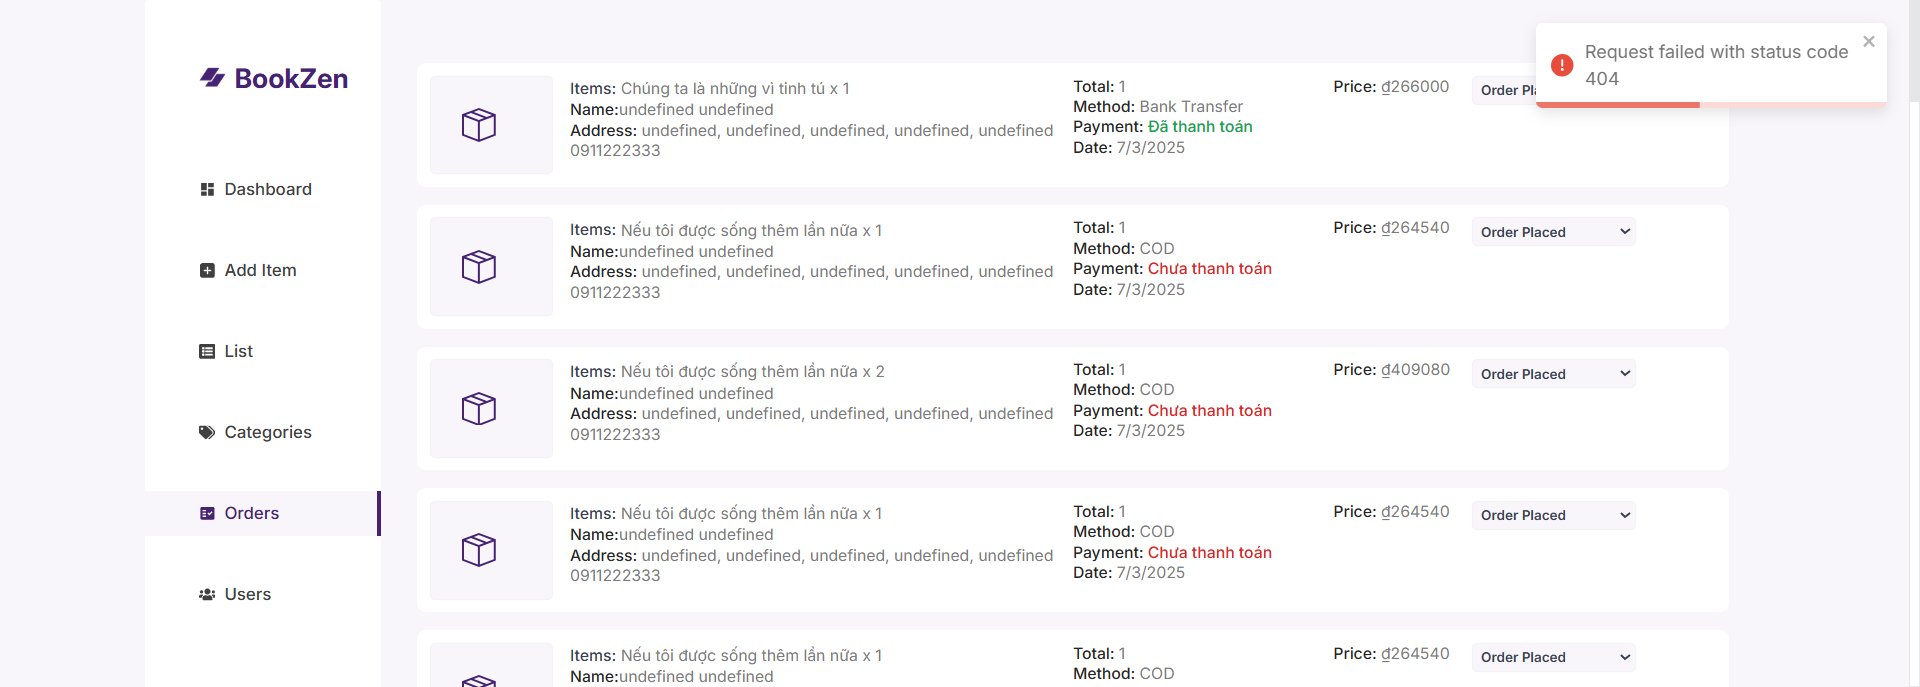 BookZen
Dashboard
Add Item
List
Categories
Orders
Users
Request failed with status code
404
Items: Chúng ta là những vì tinh tú x 1
Name:undefined undefined
Address: undefined, undefined, undefined, undefined, undefined
0911222333
Total: 1
Method: Bank Transfer
Payment: Đã thanh toán
Date: 7/3/2025
Price: ₫266000
Order Pl
Items: Nếu tôi được sống thêm lần nữa x 1
Name:undefined undefined
Address: undefined, undefined, undefined, undefined, undefined
0911222333
Total: 1
Method: COD
Payment: Chưa thanh toán
Date: 7/3/2025
Price: ₫264540
Order Placed
Items: Nếu tôi được sống thêm lần nữa x 2
Name:undefined undefined
Address: undefined, undefined, undefined, undefined, undefined
0911222333
Total: 1
Method: COD
Payment: Chưa thanh toán
Date: 7/3/2025
Price: ₫409080
Order Placed
Items: Nếu tôi được sống thêm lần nữa x 1
Name:undefined undefined
Address: undefined, undefined, undefined, undefined, undefined
0911222333
Total: 1
Method: COD
Payment: Chưa thanh toán
Date: 7/3/2025
Price: ₫264540
Order Placed
Items: Nếu tôi được sống thêm lần nữa x 1
Name:undefined undefined
Total: 1
Method: COD
Price: ₫264540
Order Placed